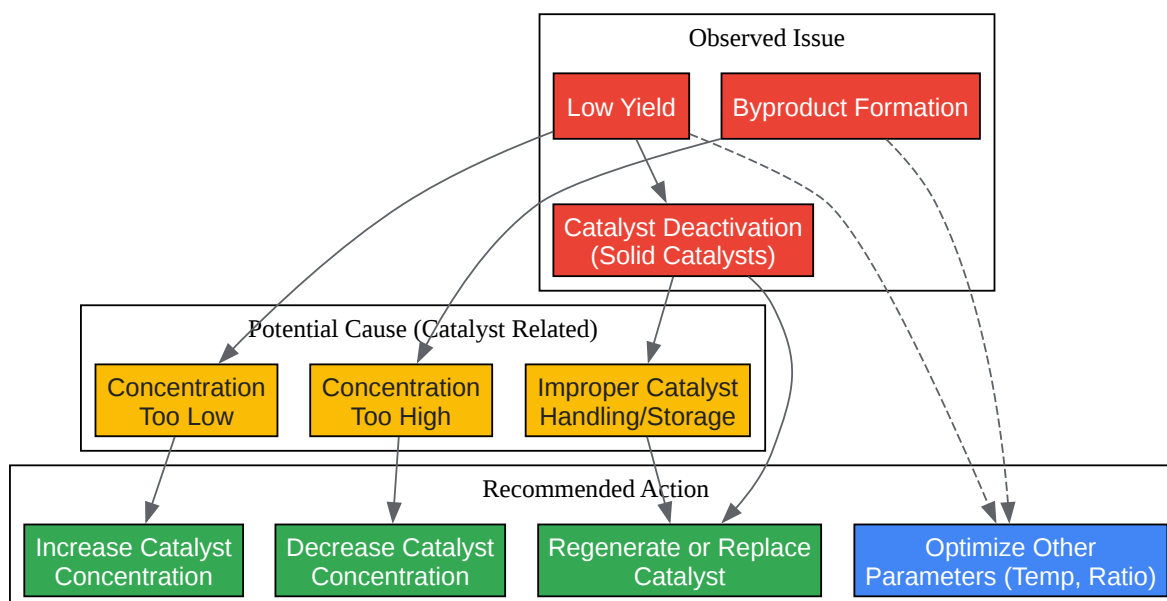 Observed Issue
Low Yield
Byproduct Formation
Catalyst Deactivation
(Solid Catalysts)
Potential Cause (Catalyst Related)
Concentration
Too Low
Concentration
Too High
Improper Catalyst
Handling/Storage
Recommended Action
Increase Catalyst
Concentration
Decrease Catalyst
Concentration
Regenerate or Replace
Catalyst
Optimize Other
Parameters (Temp, Ratio)